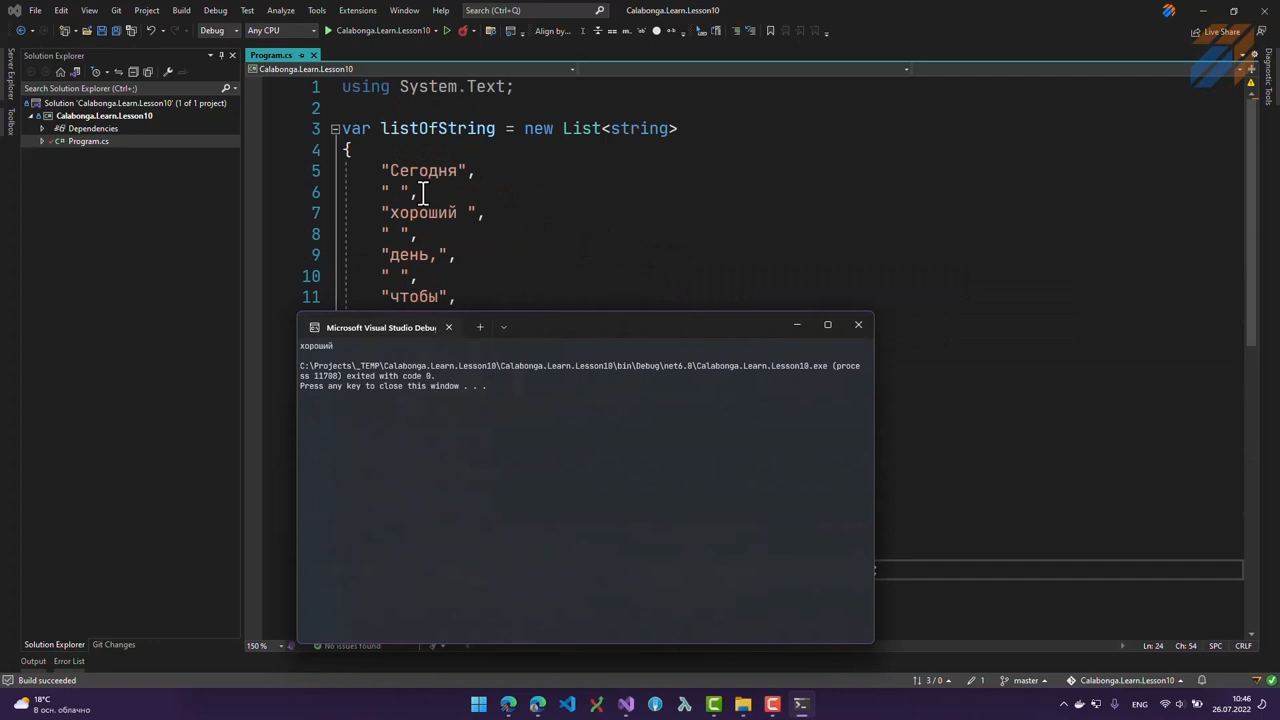 File Edit View Git Project Build Debug Test Analyze Tools Extensions Window Help Search (Ctrl+Q) Calabonga.Learn.Lesson10
Debug Any CPU Calabonga.Learn.Lesson10 Align by... Live Share
Solution Explorer
Program.cs
Calabonga.Learn.Lesson10
Server Explorer
Toolbox
Diagnostic Tools
Search Solution Explorer (Ctrl+;)
Solution 'Calabonga.Learn.Lesson10' (1 of 1 project)
Calabonga.Learn.Lesson10
Dependencies
C# Program.cs
1 using System.Text;
2
3 var listOfString = new List<string>
4 {
5 "Сегодня",
6 " ",
7 "хороший ",
8 " ",
9 "день,",
10 " ",
11 "чтобы",
Microsoft Visual Studio Debug
хороший
C:\Projects\_TEMP\Calabonga.Learn.Lesson10\Calabonga.Learn.Lesson10\bin\Debug\net6.0\Calabonga.Learn.Lesson10.exe (proce
ss 11708) exited with code 0.
Press any key to close this window . . .
Solution Explorer Git Changes
150 % No issues found Ln: 24 Ch: 54 SPC CRLF
Output Error List
Build succeeded 3 / 0 1 master Calabonga.Learn.Lesson10
18°C
В осн. облачно
ENG
10:46
26.07.2022